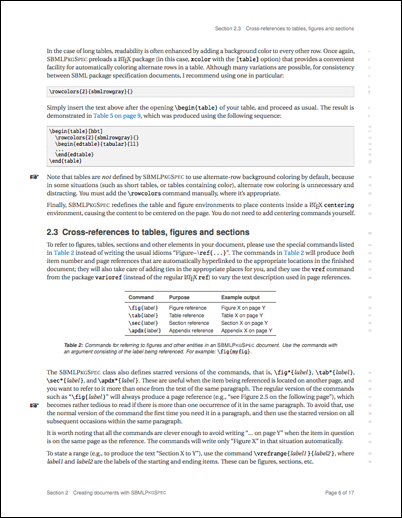 Section 2.3 Cross-references to tables, figures and sections
In the case of long tables, readability is often enhanced by adding a background color to every other row. Once again,
SBMLPKGSPEC preloads a LATEX package (in this case, xcolor with the [table] option) that provides a convenient
facility for automatically coloring alternate rows in a table. Although many variations are possible, for consistency
between SBML package specification documents, I recommend using one in particular:
\rowcolors{2}{sbmlrowgray}{}
Simply insert the text above after the opening \begin{table} of your table, and proceed as usual. The result is
demonstrated in Table 5 on page 9, which was produced using the following sequence:
\begin{table}[hbt]
\rowcolors{2}{sbmlrowgray}{}
\begin{edtable}{tabular}{ll}
...
\end{edtable}
\end{table}
Note that tables are not defined by SBMLPKGSPEC to use alternate-row background coloring by default, because
in some situations (such as short tables, or tables containing color), alternate row coloring is unnecessary and
distracting. You must add the \rowcolors command manually, where it's appropriate.
Finally, SBMLPKGSPEC redefines the table and figure environments to place contents inside a LATEX centering
environment, causing the content to be centered on the page. You do not need to add centering commands yourself.
2.3 Cross-references to tables, figures and sections
To refer to figures, tables, sections and other elements in your document, please use the special commands listed
in Table 2 instead of writing the usual idioms "Figure~\ref{...}". The commands in Table 2 will produce both
item number and page references that are automatically hyperlinked to the appropriate locations in the finished
document; they will also take care of adding ties in the appropriate places for you, and they use the vref command
from the package varioref (instead of the regular LATEX ref) to vary the text description used in page references.
Command Purpose Example output
\fig{label} Figure reference Figure X on page Y
\tab{label} Table reference Table X on page Y
\sec{label} Section reference Section X on page Y
\apdx{label} Appendix reference Appendix X on page Y
Table 2: Commands for referring to figures and other entities in an SBML document. Use the commands with
an argument consisting of the label being referenced. For example: \fig{myfig}.
The SBMLPKGSPEC class also defines starred versions of the commands, that is, \fig*{label}, \tab*{label},
\sec*{label}, and \apdx*{label}. These are useful when the item being referenced is located on another page, and
you want to refer to it more than once from the text of the same paragraph. The regular version of the commands
such as "\fig{label}" will always produce a page reference (e.g., "see Figure 2.5 on the following page"), which
becomes rather tedious to read if there is more than one occurrence of it in the same paragraph. To avoid that, use
the normal version of the command the first time you need it in a paragraph, and then use the starred version on all
subsequent occasions within the same paragraph.
It is worth noting that all the commands are clever enough to avoid writing "... on page Y" when the item in question
is on the same page as the reference. The commands will write only "Figure X" in that situation automatically.
To state a range (e.g., to produce the text "Section X to Y"), use the command \vrefrange{label1}{label2}, where
label1 and label2 are the labels of the starting and ending items. These can be figures, sections, etc.
Section 2 Creating documents with SBMLPKGSPEC Page 6 of 17